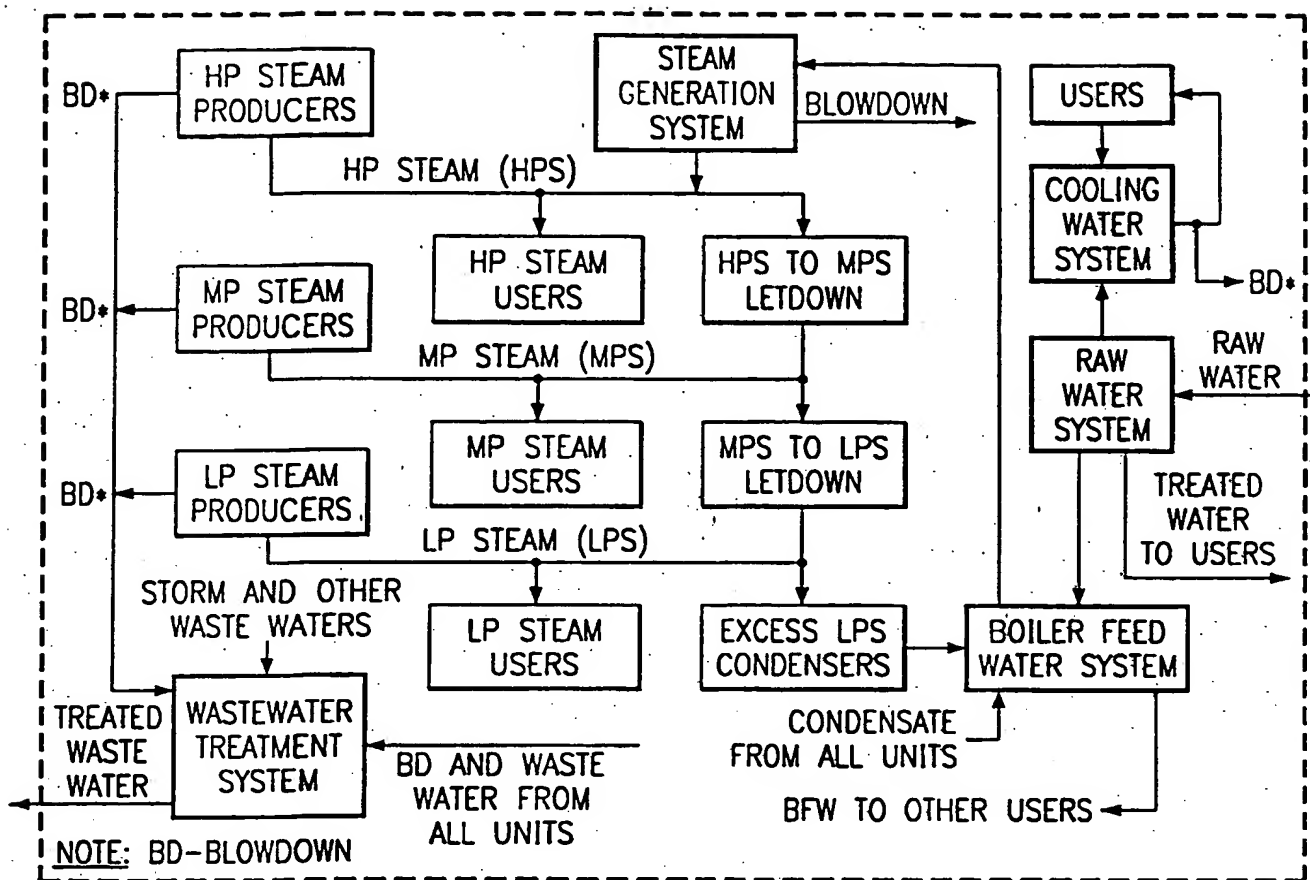 HP STEAM
PRODUCERS
BD*
STEAM
GENERATION
SYSTEM
BLOWDOWN
USERS
HP STEAM (HPS)
COOLING
WATER
SYSTEM
BD*
HP STEAM
USERS
HPS TO MPS
LETDOWN
MP STEAM
PRODUCERS
BD*
MP STEAM (MPS)
RAW
WATER
SYSTEM
RAW
WATER
MP STEAM
USERS
MPS TO LPS
LETDOWN
LP STEAM
PRODUCERS
BD*
TREATED
WATER
TO USERS
LP STEAM (LPS)
STORM AND OTHER
WASTE WATERS
LP STEAM
USERS
EXCESS LPS
CONDENSERS
BOILER FEED
WATER SYSTEM
TREATED
WASTE
WATER
WASTEWATER
TREATMENT
SYSTEM
BD AND WASTE
WATER FROM
ALL UNITS
CONDENSATE
FROM ALL UNITS
BFW TO OTHER USERS
NOTE: BD-BLOWDOWN